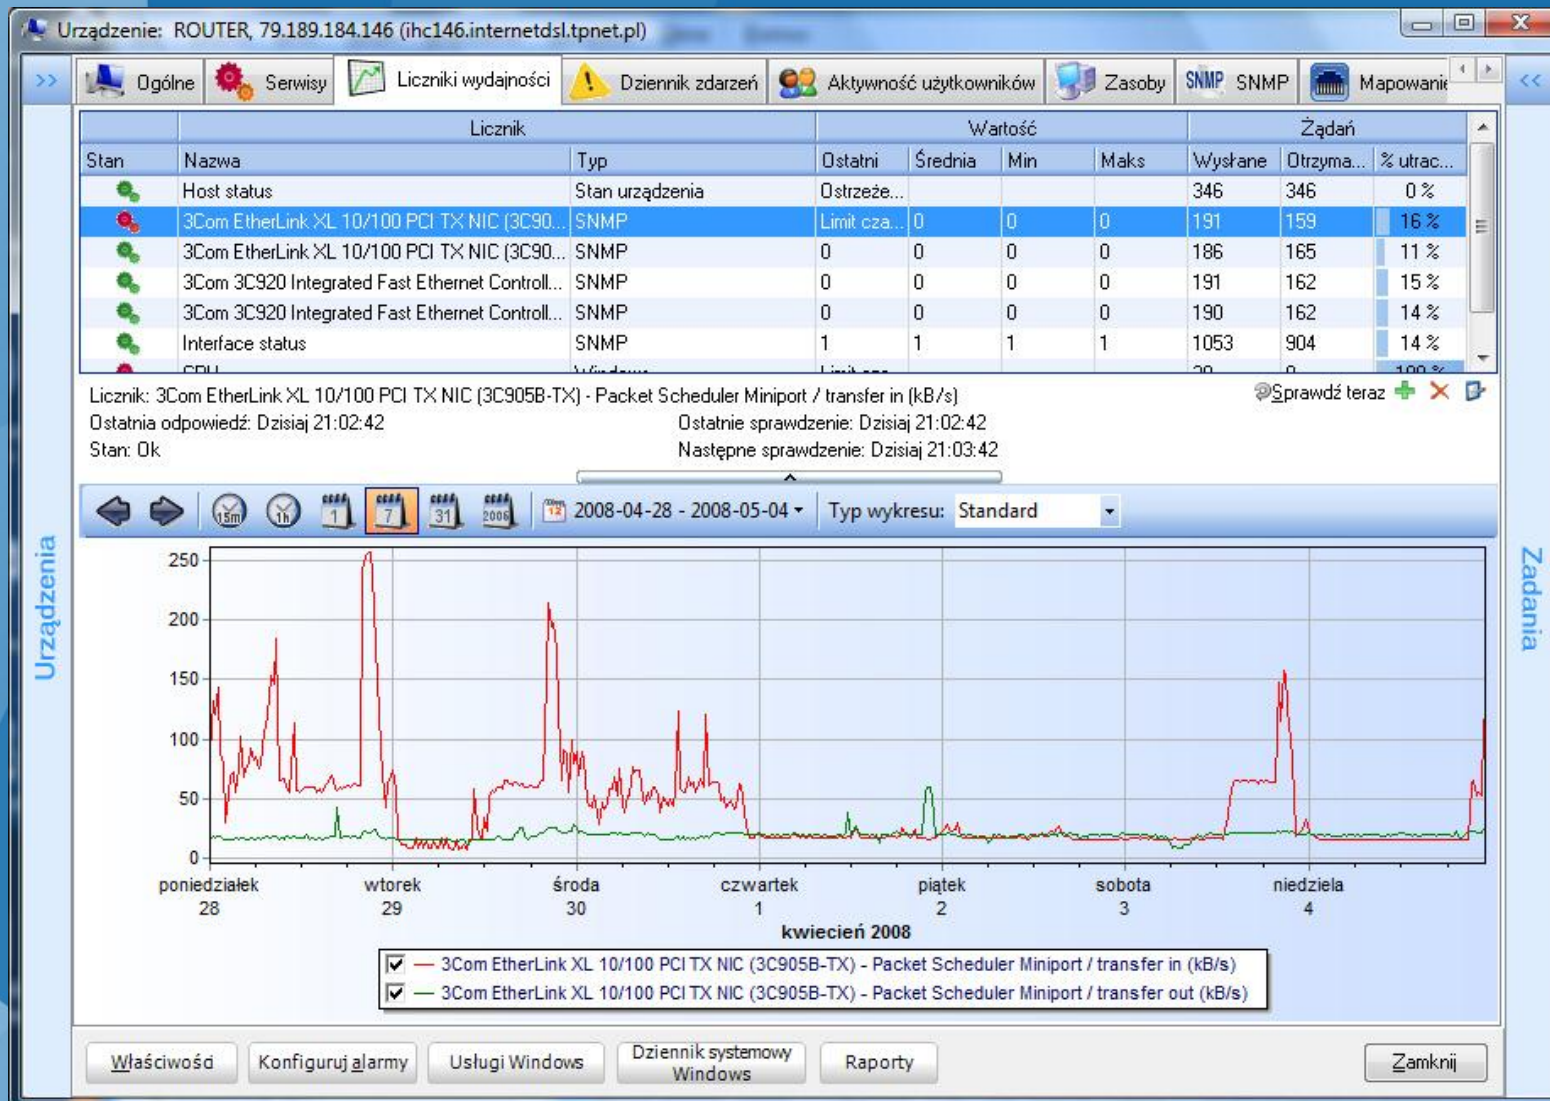 Urządzenie: ROUTER, 79.189.184.146 (ihc146.internetdsl.tpnet.pl)
>> Ogólne Serwisy Liczniki wydajności Dziennik zdarzeń Aktywność użytkowników Zasoby SNMP SNMP Mapowanie <<
Licznik Wartość Żądań
Stan Nazwa Typ Ostatni Średnia Min Maks Wysłane Otrzyma... % utrac...
Host status Stan urządzenia Ostrzeże... 346 346 0 %
3Com EtherLink XL 10/100 PCI TX NIC (3C90... SNMP Limit cza... 0 0 0 191 159 16 %
3Com EtherLink XL 10/100 PCI TX NIC (3C90... SNMP 0 0 0 0 186 165 11 %
3Com 3C920 Integrated Fast Ethernet Controll... SNMP 0 0 0 0 191 162 15 %
3Com 3C920 Integrated Fast Ethernet Controll... SNMP 0 0 0 0 190 162 14 %
Interface status SNMP 1 1 1 1 1053 904 14 %
CPU Windows Limit cza... 0 100 %
Licznik: 3Com EtherLink XL 10/100 PCI TX NIC (3C905B-TX) - Packet Scheduler Miniport / transfer in (kB/s) Sprawdź teraz
Ostatnia odpowiedź: Dzisiaj 21:02:42 Ostatnie sprawdzenie: Dzisiaj 21:02:42
Stan: Ok Następne sprawdzenie: Dzisiaj 21:03:42
15m 1h 1 7 31 2006 12 2008-04-28 - 2008-05-04 Typ wykresu: Standard
Urządzenia
Zadania
250
200
150
100
50
0
poniedziałek wtorek środa czwartek piątek sobota niedziela
28 29 30 1 2 3 4
kwiecień 2008
3Com EtherLink XL 10/100 PCI TX NIC (3C905B-TX) - Packet Scheduler Miniport / transfer in (kB/s)
3Com EtherLink XL 10/100 PCI TX NIC (3C905B-TX) - Packet Scheduler Miniport / transfer out (kB/s)
Właściwości Konfiguruj alarmy Usługi Windows Dziennik systemowy Windows Raporty Zamknij